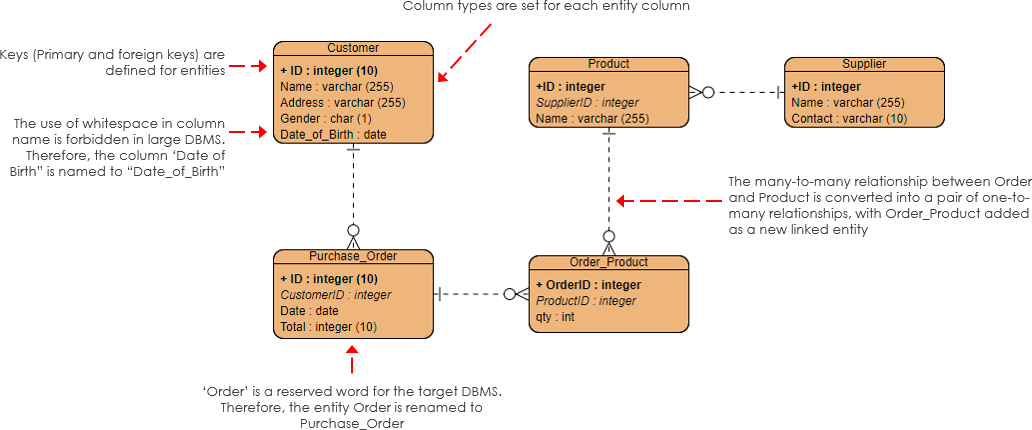 Column types are set for each entity column
Keys (Primary and foreign keys) are
defined for entities
The use of whitespace in column
name is forbidden in large DBMS.
Therefore, the column ‘Date of
Birth” is named to “Date_of_Birth”
Customer
+ ID : integer (10)
Name : varchar (255)
Address : varchar (255)
Gender : char (1)
Date_of_Birth : date
Product
+ID : integer
SupplierID : integer
Name : varchar (255)
Supplier
+ID : integer
Name : varchar (255)
Contact : varchar (10)
The many-to-many relationship between Order
and Product is converted into a pair of one-to-
many relationships, with Order_Product added
as a new linked entity
Purchase_Order
+ ID : integer (10)
CustomerID : integer
Date : date
Total : integer (10)
Order_Product
+ OrderID : integer
ProductID : integer
qty : int
‘Order’ is a reserved word for the target DBMS.
Therefore, the entity Order is renamed to
Purchase_Order